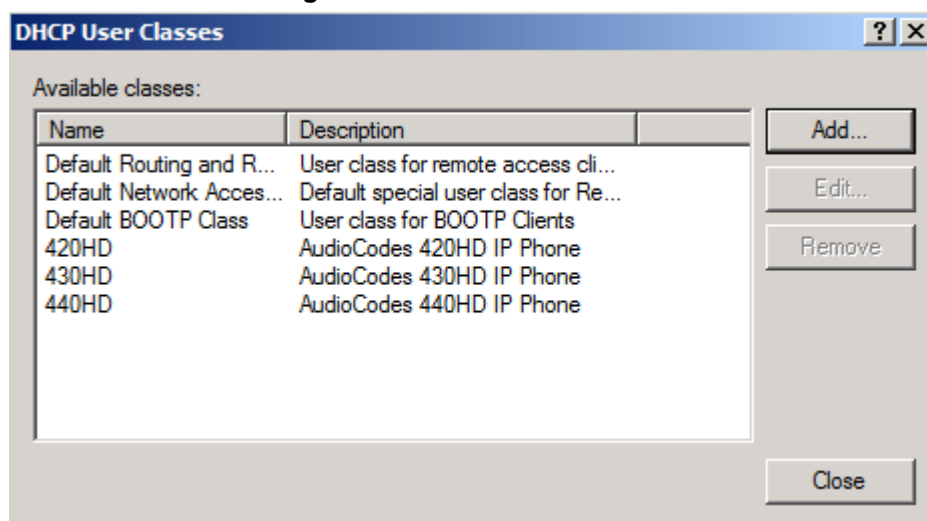 DHCP User Classes
Available classes:
Name Description
Default Routing and R... User class for remote access cli...
Default Network Acces... Default special user class for Re...
Default BOOTP Class User class for BOOTP Clients
420HD AudioCodes 420HD IP Phone
430HD AudioCodes 430HD IP Phone
440HD AudioCodes 440HD IP Phone
Add...
Edit...
Remove
Close